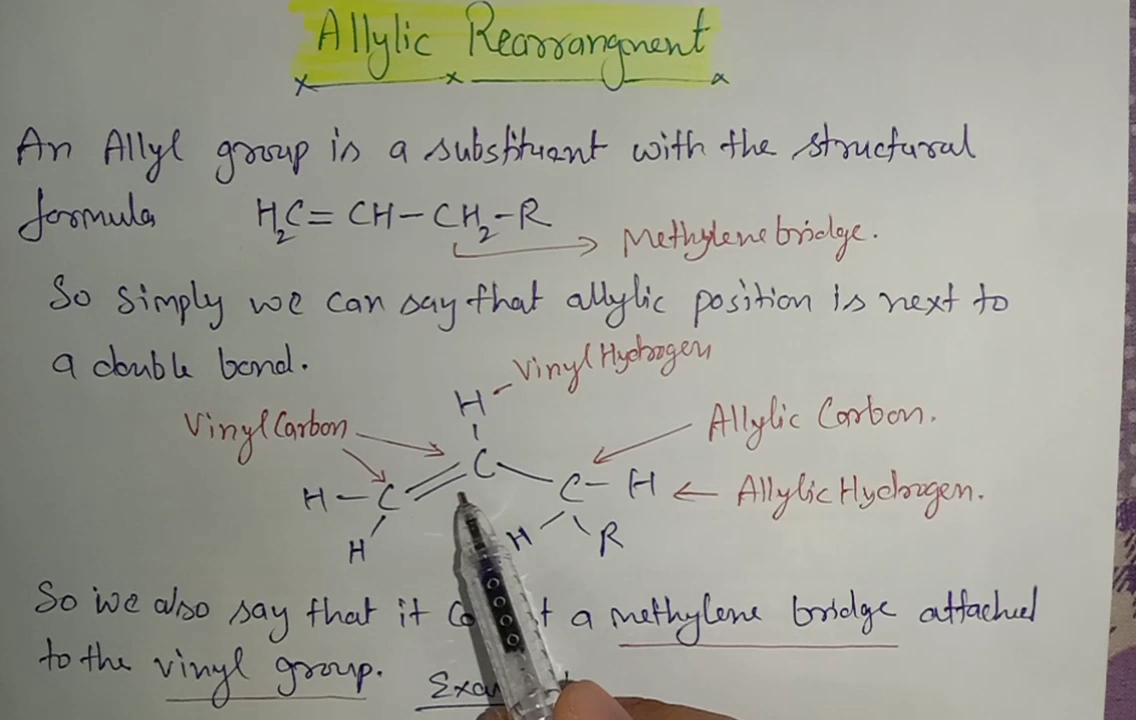 Allylic Rearrangment
An Allyl group is a substituent with the structural
formula H₂C=CH-CH₂-R
Methylene bridge.
So simply we can say that allylic position is next to
a double bond.
Vinyl Hydrogen
Vinyl Carbon
H
Allylic Carbon.
C
H-C
C-H
Allylic Hydrogen.
H
H
R
So we also say that it a methylene bridge attached
to the vinyl group.